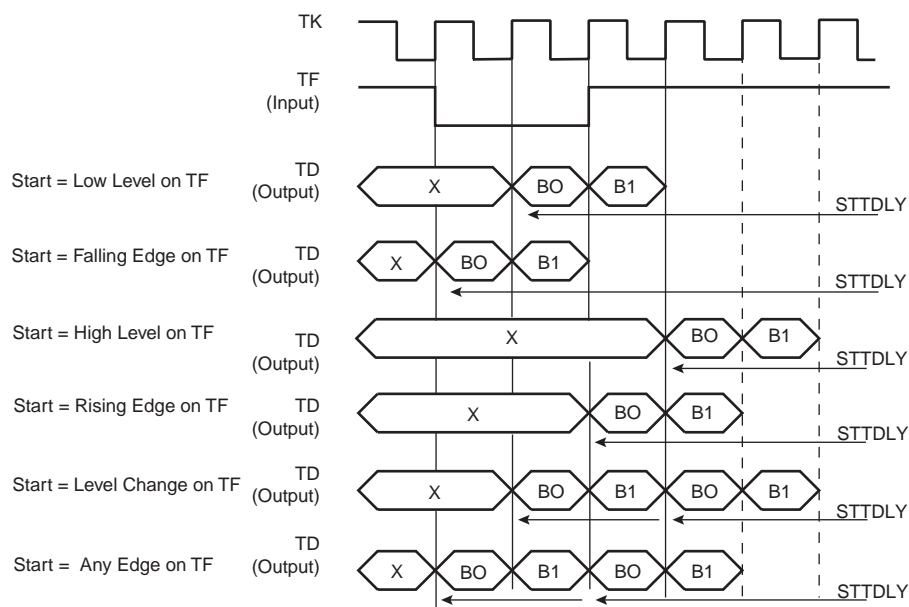 TK
TF
(Input)
Start = Low Level on TF
TD
(Output)
X
BO
B1
STTDLY
Start = Falling Edge on TF
TD
(Output)
X
BO
B1
STTDLY
Start = High Level on TF
TD
(Output)
X
BO
B1
STTDLY
Start = Rising Edge on TF
TD
(Output)
X
BO
B1
STTDLY
Start = Level Change on TF
TD
(Output)
X
BO
B1
BO
B1
STTDLY
Start = Any Edge on TF
TD
(Output)
X
BO
B1
BO
B1
STTDLY